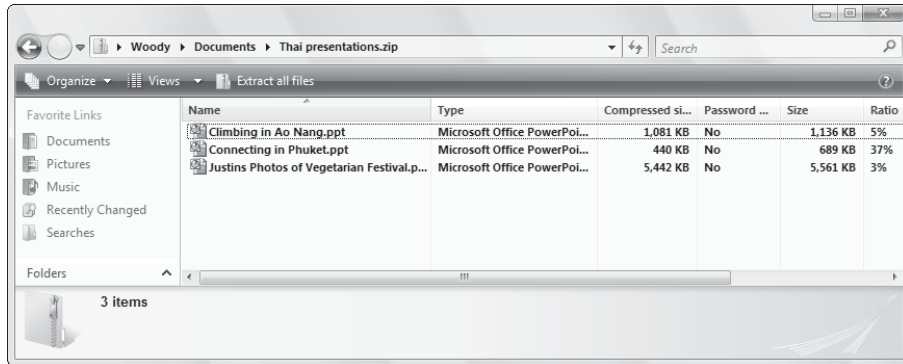 Woody ▸ Documents ▸ Thai presentations.zip Search
Organize Views Extract all files
Favorite Links
Documents
Pictures
Music
Recently Changed
Searches
Folders
Name Type Compressed si... Password ... Size Ratio
Climbing in Ao Nang.ppt Microsoft Office PowerPoi... 1,081 KB No 1,136 KB 5%
Connecting in Phuket.ppt Microsoft Office PowerPoi... 440 KB No 689 KB 37%
Justins Photos of Vegetarian Festival.p... Microsoft Office PowerPoi... 5,442 KB No 5,561 KB 3%
3 items